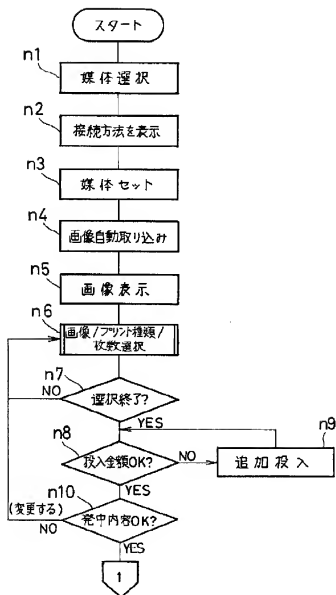 スタート
n1
媒体選択
n2
接続方法を表示
n3
媒体セット
n4
画像自動取り込み
n5
画像表示
n6
画像/プリント種類/
枚数選択
n7
選択終了?
NO
YES
n8
投入金額OK?
NO
n9
追加投入
YES
n10
(変更する)
発中内容OK?
NO
YES
1